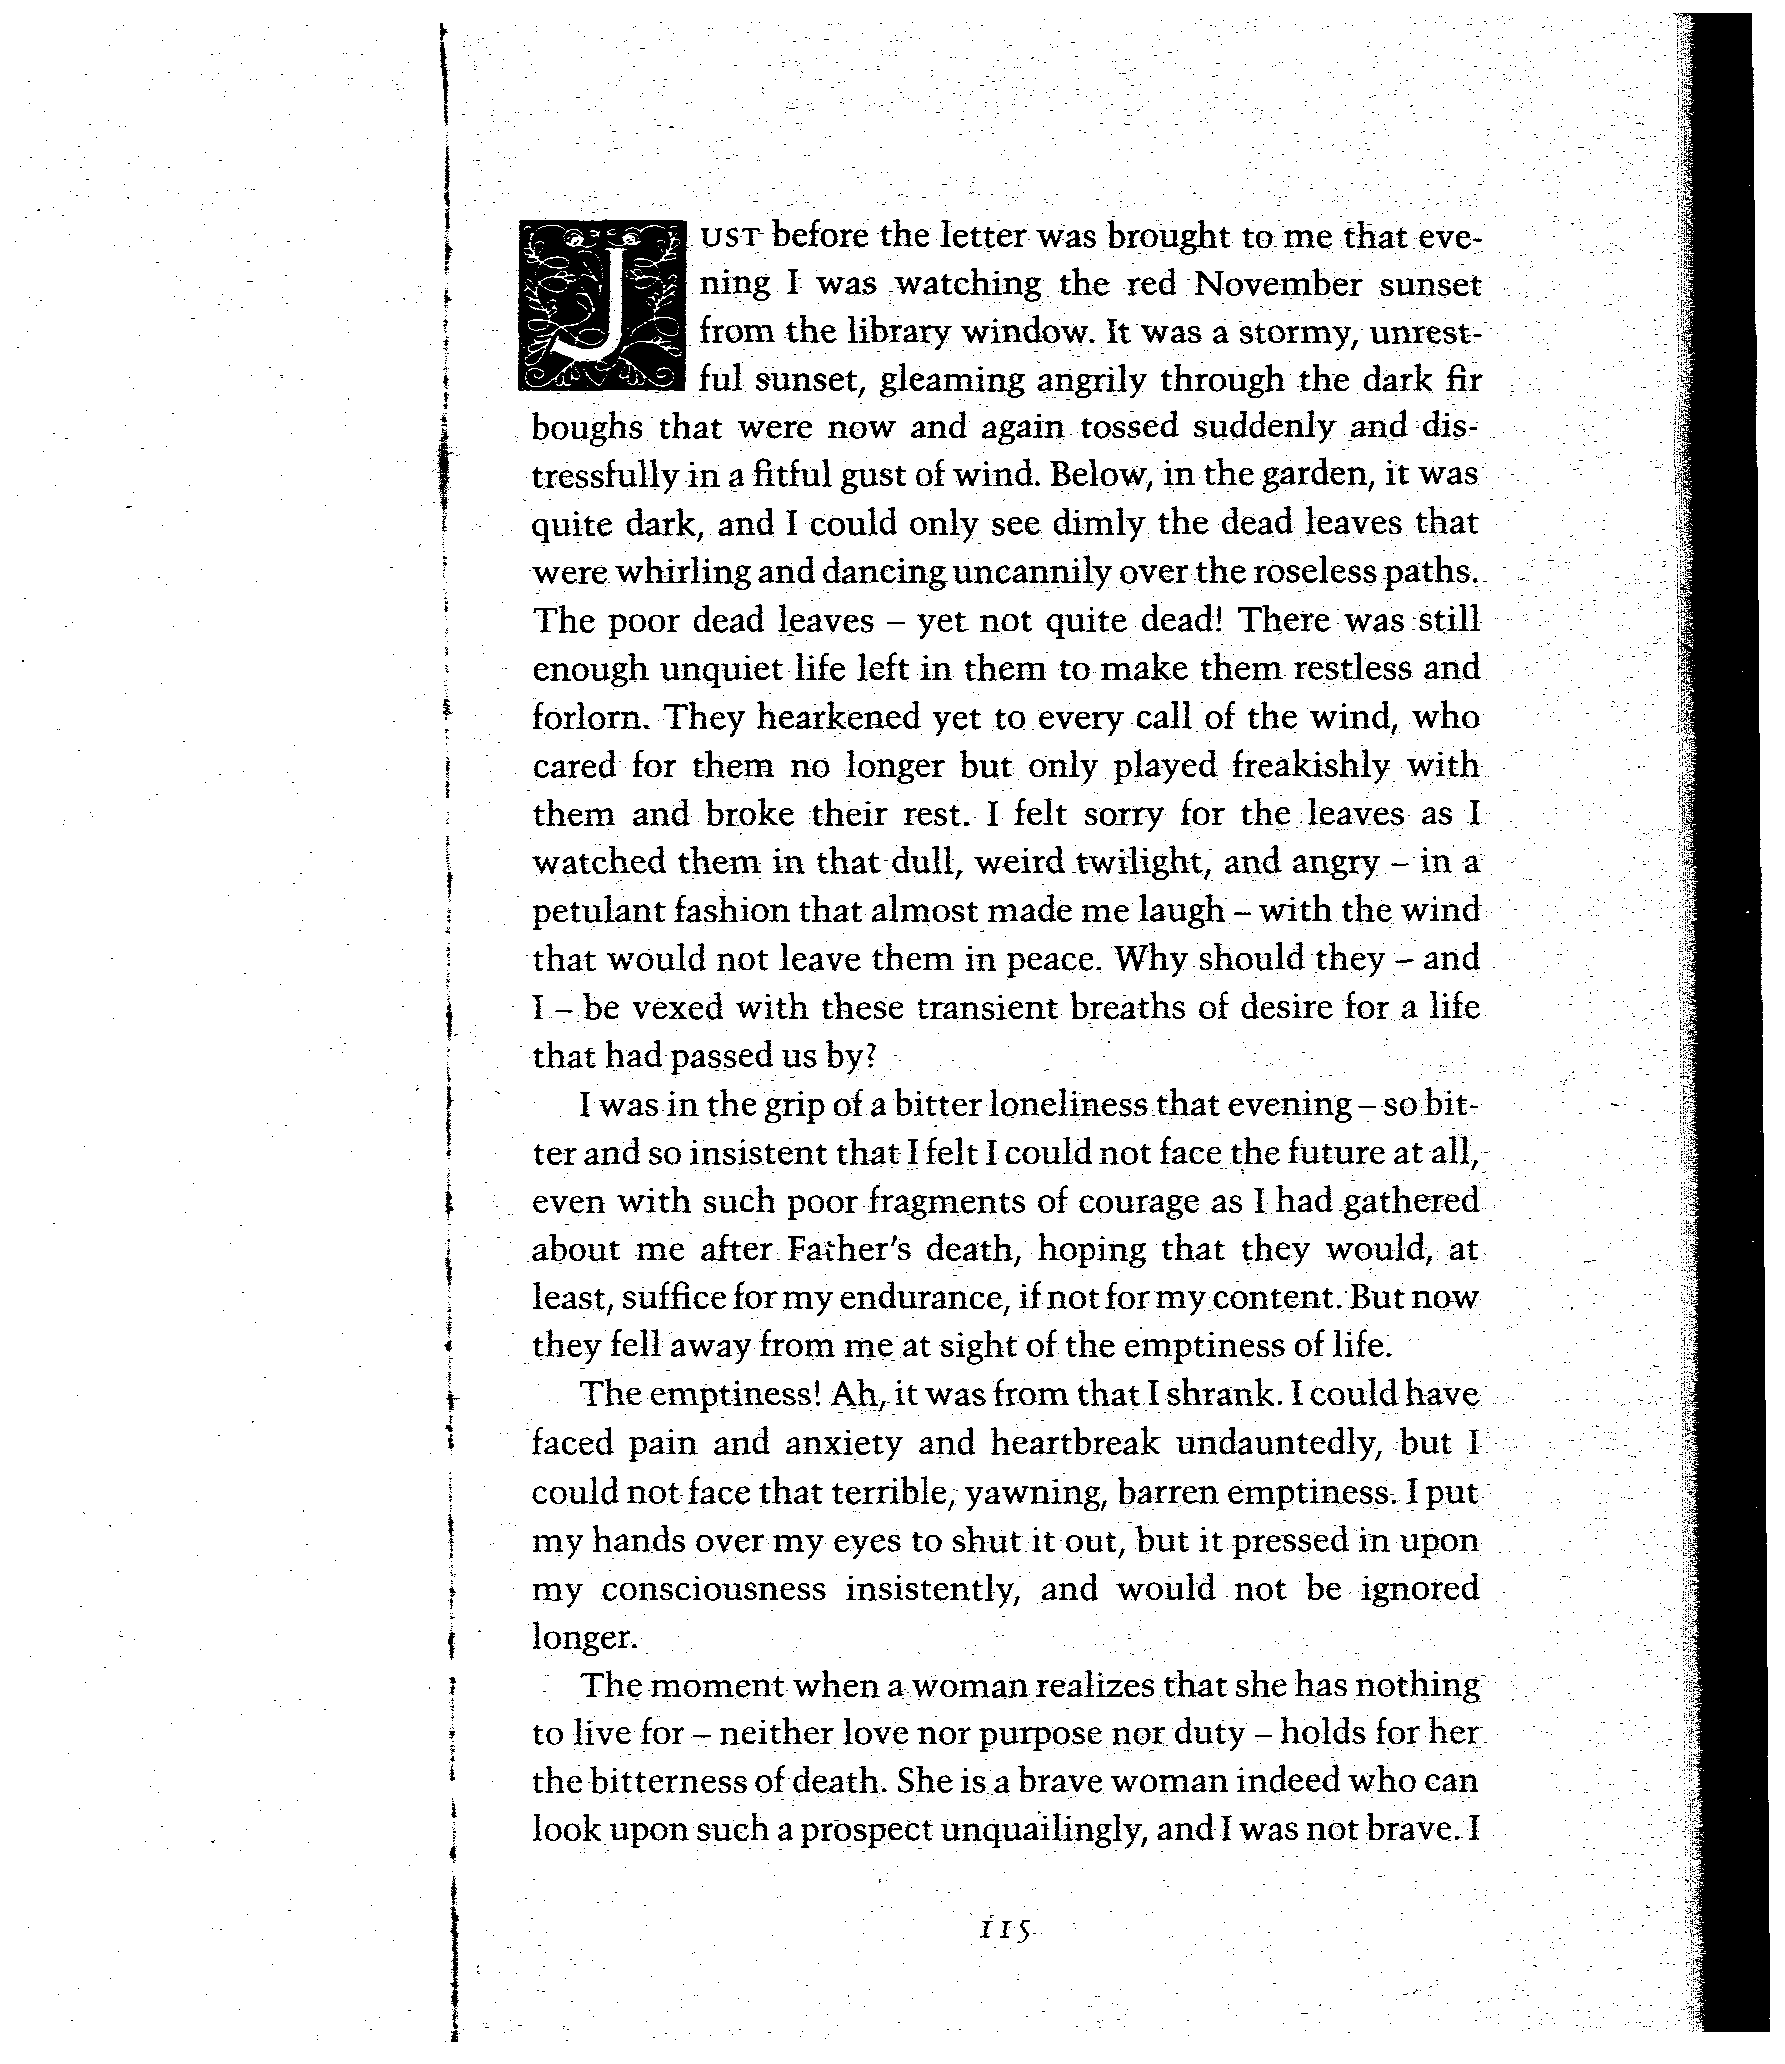 JUST before the letter was brought to me that eve-
ning I was watching the red November sunset
from the library window. It was a stormy, unrest-
ful sunset, gleaming angrily through the dark fir
boughs that were now and again tossed suddenly and dis-
tressfully in a fitful gust of wind. Below, in the garden, it was
quite dark, and I could only see dimly the dead leaves that
were whirling and dancing uncannily over the roseless paths.
The poor dead leaves – yet not quite dead! There was still
enough unquiet life left in them to make them restless and
forlorn. They hearkened yet to every call of the wind, who
cared for them no longer but only played freakishly with
them and broke their rest. I felt sorry for the leaves as I
watched them in that dull, weird twilight, and angry – in a
petulant fashion that almost made me laugh – with the wind
that would not leave them in peace. Why should they – and
I – be vexed with these transient breaths of desire for a life
that had passed us by?
I was in the grip of a bitter loneliness that evening – so bit-
ter and so insistent that I felt I could not face the future at all,
even with such poor fragments of courage as I had gathered
about me after Father's death, hoping that they would, at
least, suffice for my endurance, if not for my content. But now
they fell away from me at sight of the emptiness of life.
The emptiness! Ah, it was from that I shrank. I could have
faced pain and anxiety and heartbreak undauntedly, but I
could not face that terrible, yawning, barren emptiness. I put
my hands over my eyes to shut it out, but it pressed in upon
my consciousness insistently, and would not be ignored
longer.
The moment when a woman realizes that she has nothing
to live for – neither love nor purpose nor duty – holds for her
the bitterness of death. She is a brave woman indeed who can
look upon such a prospect unquailingly, and I was not brave. I
115